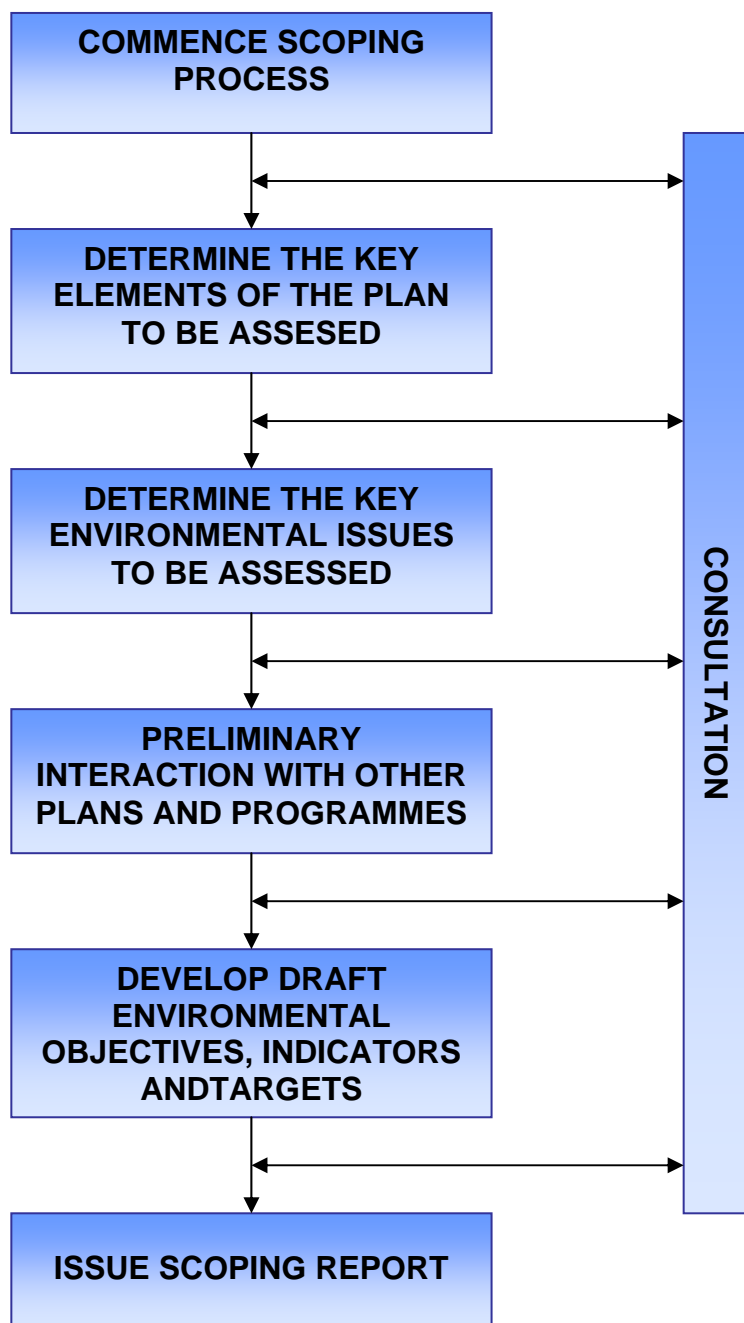 COMMENCE SCOPING
PROCESS
DETERMINE THE KEY
ELEMENTS OF THE PLAN
TO BE ASSESED
DETERMINE THE KEY
ENVIRONMENTAL ISSUES
TO BE ASSESSED
PRELIMINARY
INTERACTION WITH OTHER
PLANS AND PROGRAMMES
DEVELOP DRAFT
ENVIRONMENTAL
OBJECTIVES, INDICATORS
ANDTARGETS
ISSUE SCOPING REPORT
CONSULTATION